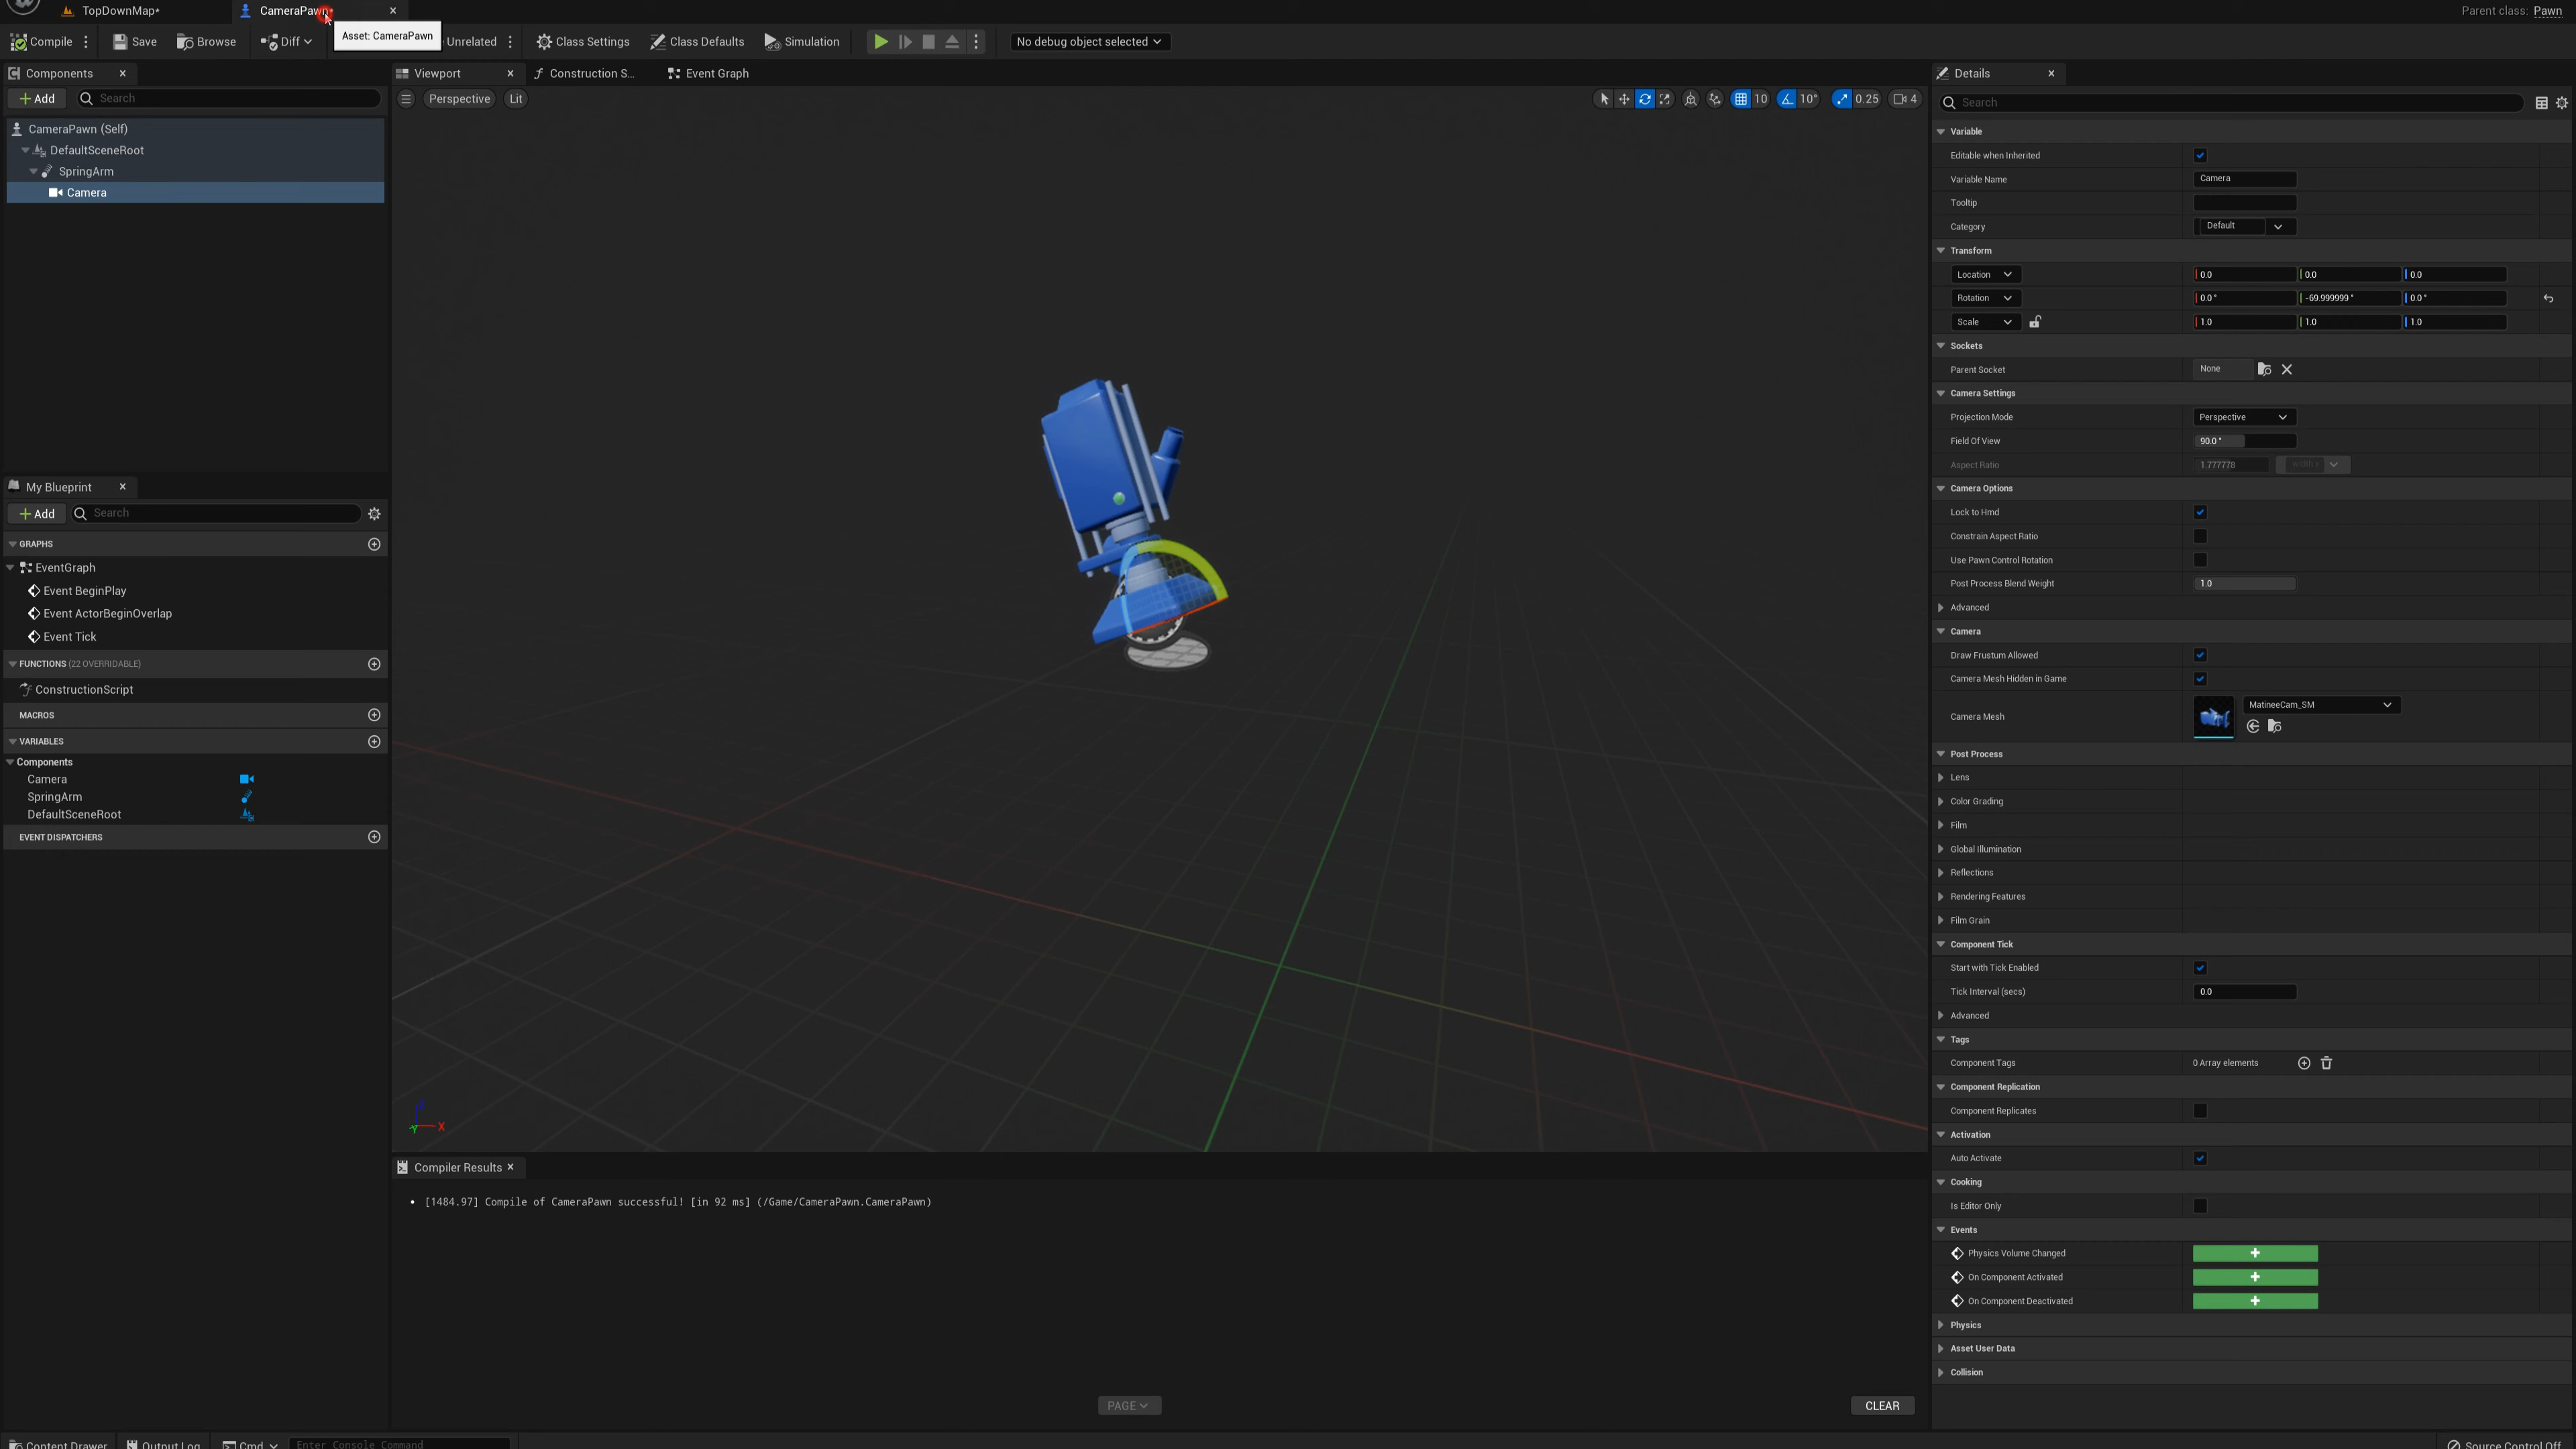 TopDownMap*
CameraPawn*
Parent class: Pawn
Compile
Save
Browse
Diff
Asset: CameraPawn
Unrelated
Class Settings
Class Defaults
Simulation
No debug object selected
Components
Viewport
Construction S...
Event Graph
Details
Add
Search
Perspective
Lit
10
10°
0.25
4
Search
CameraPawn (Self)
DefaultSceneRoot
SpringArm
Camera
Variable
Editable when Inherited
Variable Name
Camera
Tooltip
Category
Default
Transform
Location
0.0
0.0
0.0
Rotation
0.0 °
-69.999999 °
0.0 °
Scale
1.0
1.0
1.0
Sockets
Parent Socket
None
Camera Settings
Projection Mode
Perspective
Field Of View
90.0 °
Aspect Ratio
1.777778
Camera Options
Lock to Hmd
Constrain Aspect Ratio
Use Pawn Control Rotation
Post Process Blend Weight
1.0
Advanced
Camera
Draw Frustum Allowed
Camera Mesh Hidden in Game
Camera Mesh
MatineeCam_SM
Post Process
Lens
Color Grading
Film
Global Illumination
Reflections
Rendering Features
Film Grain
Component Tick
Start with Tick Enabled
Tick Interval (secs)
0.0
Advanced
Tags
Component Tags
0 Array elements
Component Replication
Component Replicates
Activation
Auto Activate
Cooking
Is Editor Only
Events
Physics Volume Changed
On Component Activated
On Component Deactivated
Physics
Asset User Data
Collision
My Blueprint
Add
Search
GRAPHS
EventGraph
Event BeginPlay
Event ActorBeginOverlap
Event Tick
FUNCTIONS (22 OVERRIDABLE)
ConstructionScript
MACROS
VARIABLES
Components
Camera
SpringArm
DefaultSceneRoot
EVENT DISPATCHERS
Z
Y
X
Compiler Results
[1484.97] Compile of CameraPawn successful! [in 92 ms] (/Game/CameraPawn.CameraPawn)
PAGE
CLEAR
Content Drawer
Output Log
Cmd
Enter Console Command
Source Control Off